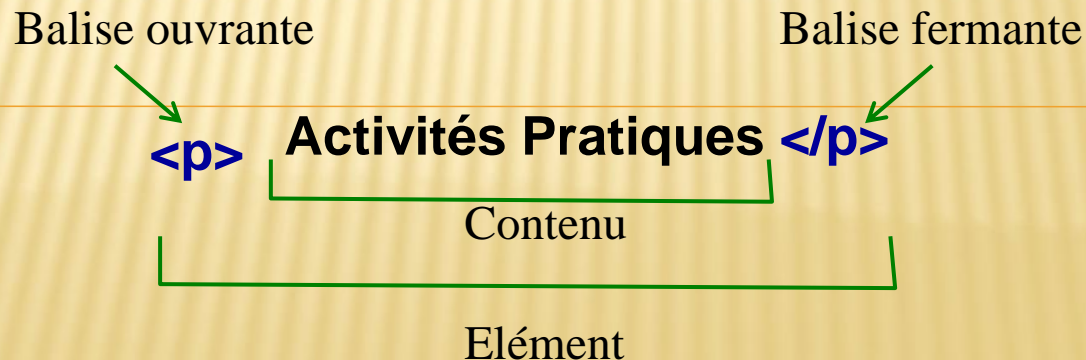 Balise ouvrante Balise fermante
<p> Activités Pratiques </p>
Contenu
Elément